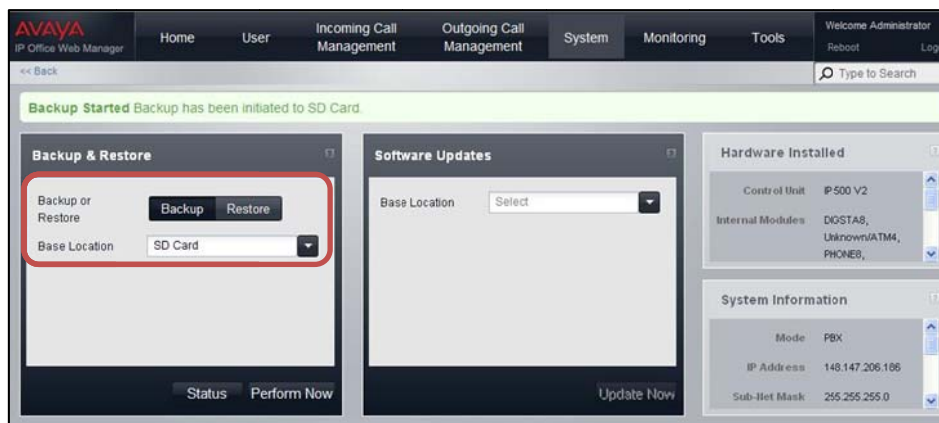 AVAYA
IP Office Web Manager
Home
User
Incoming Call
Management
Outgoing Call
Management
System
Monitoring
Tools
Welcome Administrator
Reboot
Log
<< Back
Type to Search
Backup Started Backup has been initiated to SD Card.
Backup & Restore
Backup or
Restore
Backup
Restore
Base Location
SD Card
Status
Perform Now
Software Updates
Base Location
Select
Update Now
Hardware Installed
Control Unit
IP 500 V2
Internal Modules
DIGSTA8,
Unknown/ATM4,
PHONE8,
System Information
Mode
PBX
IP Address
148.147.206.186
Sub-Net Mask
255.255.255.0